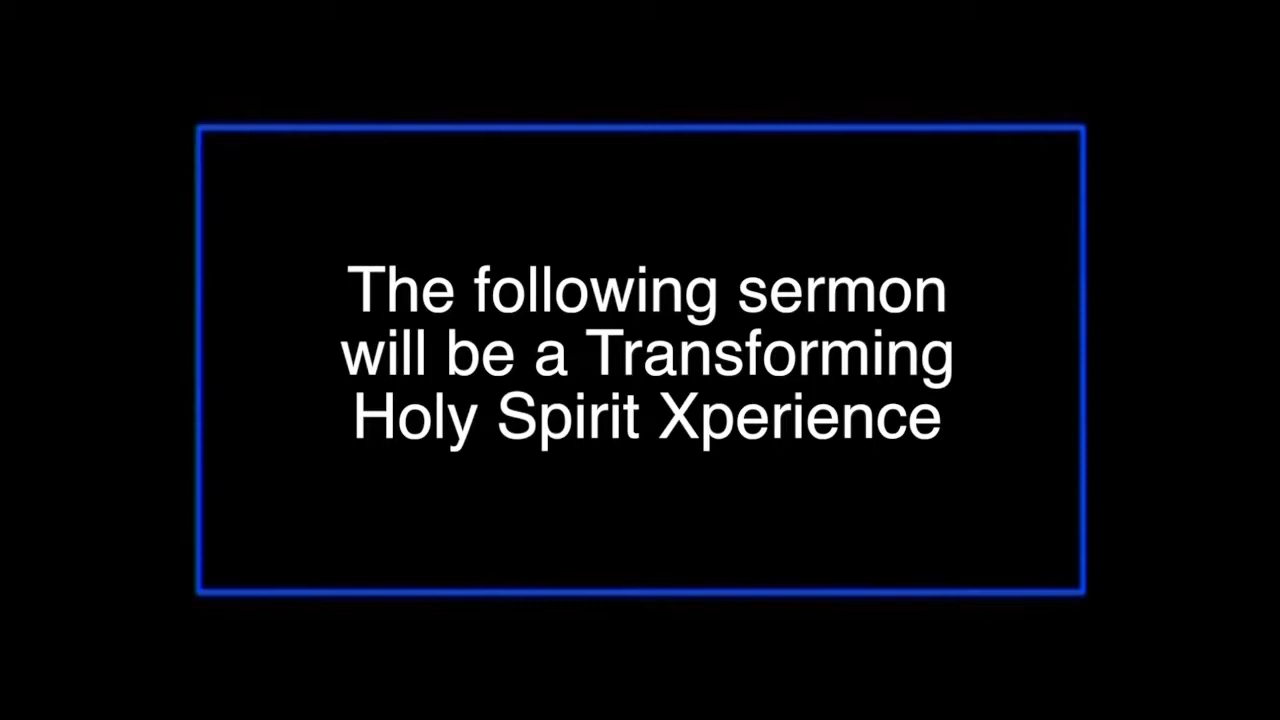 The following sermon
will be a Transforming
Holy Spirit Xperience